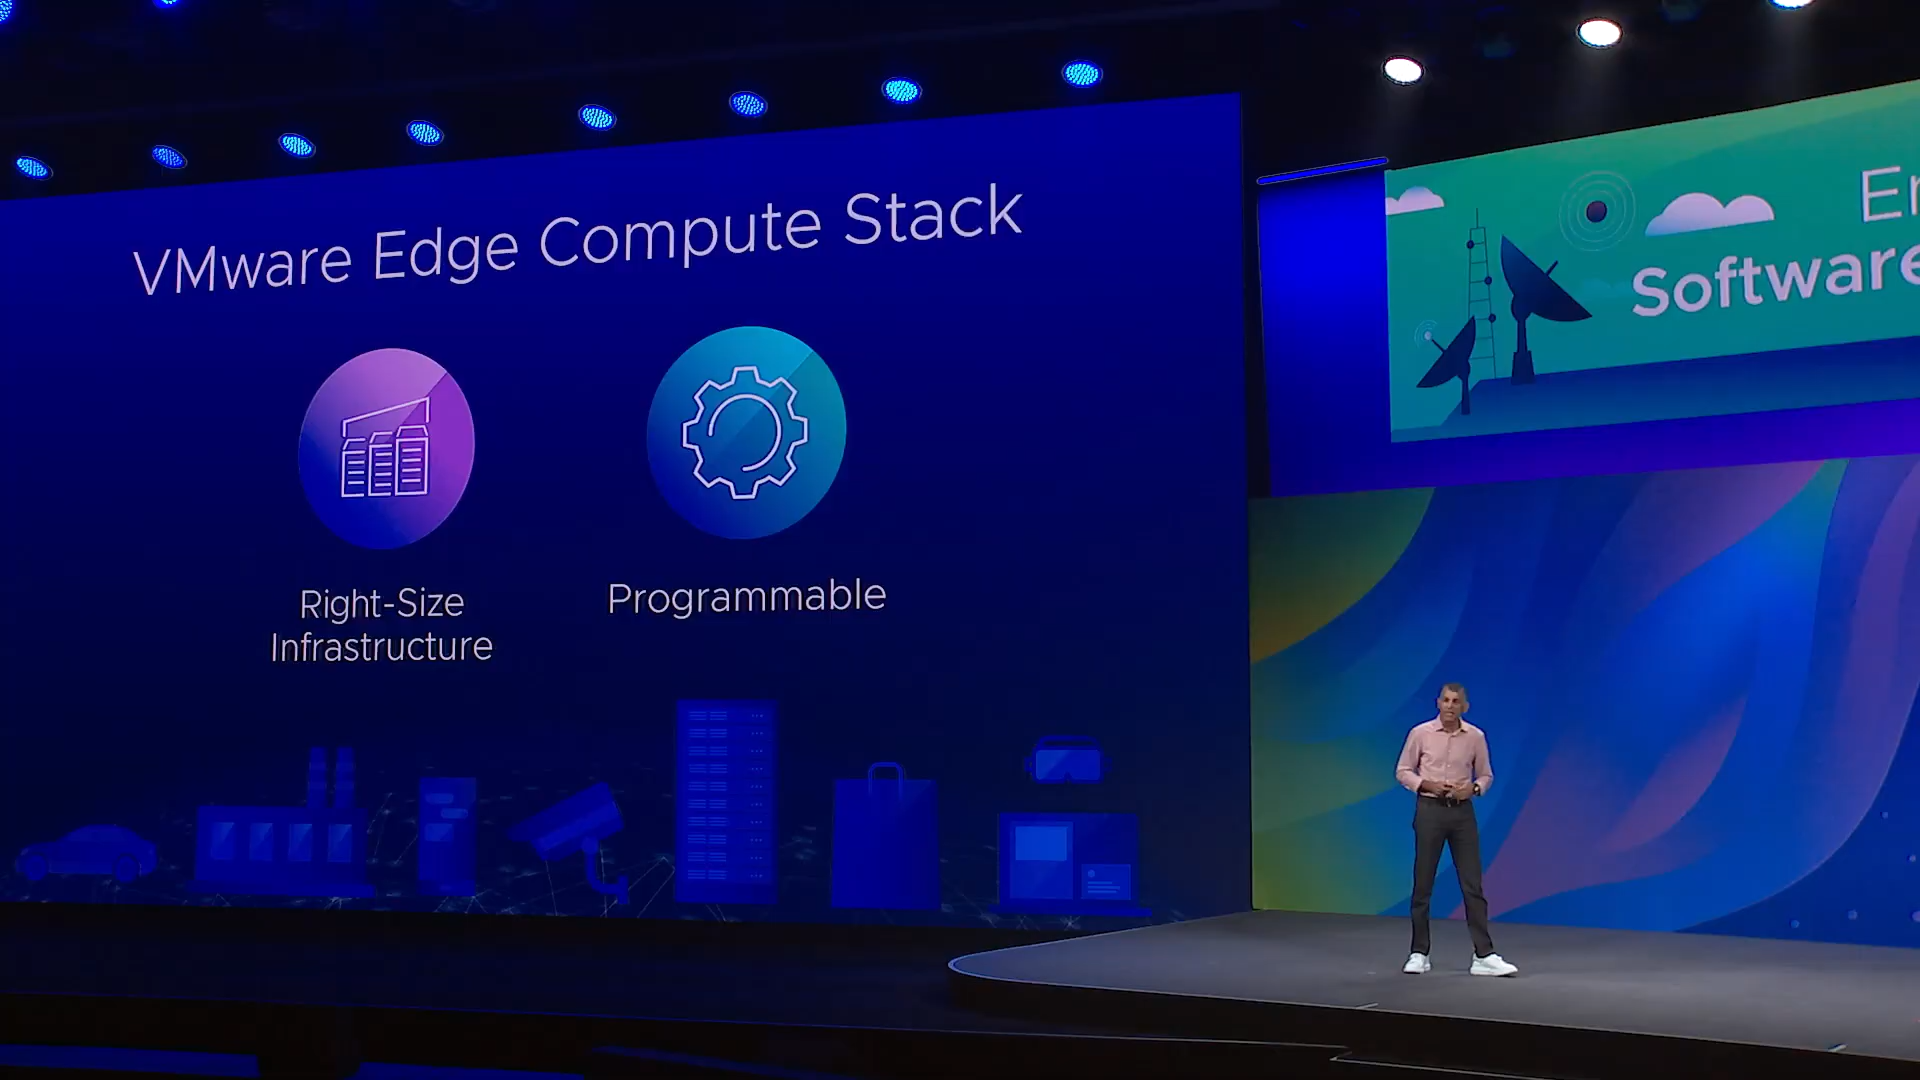 VMware Edge Compute Stack
Right-Size
Infrastructure
Programmable
Software